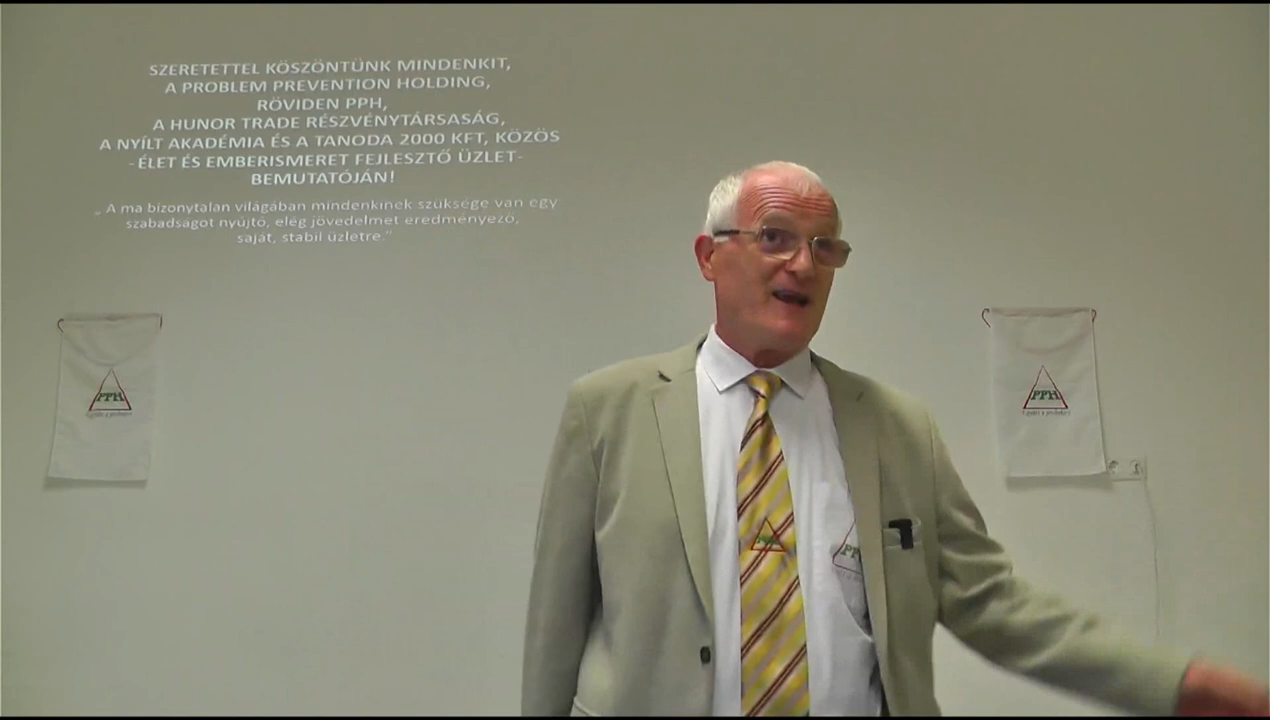 SZERETETTEL KÖSZÖNTÜNK MINDENKIT,
A PROBLEM PREVENTION HOLDING,
RÖVIDEN PPH,
A HUNOR TRADE RÉSZVÉNYTÁRSASÁG,
A NYÍLT AKADÉMIA ÉS A TANODA 2000 KFT, KÖZÖS
-ÉLET ÉS EMBERISMERET FEJLESZTŐ ÜZLET-
BEMUTATÓJÁN!
„ A ma bizonytalan világában mindenkinek szüksége van egy
szabadságot nyújtó, elég jövedelmet eredményező,
saját, stabil üzletre."
PPH
PPH
PPH
PPH